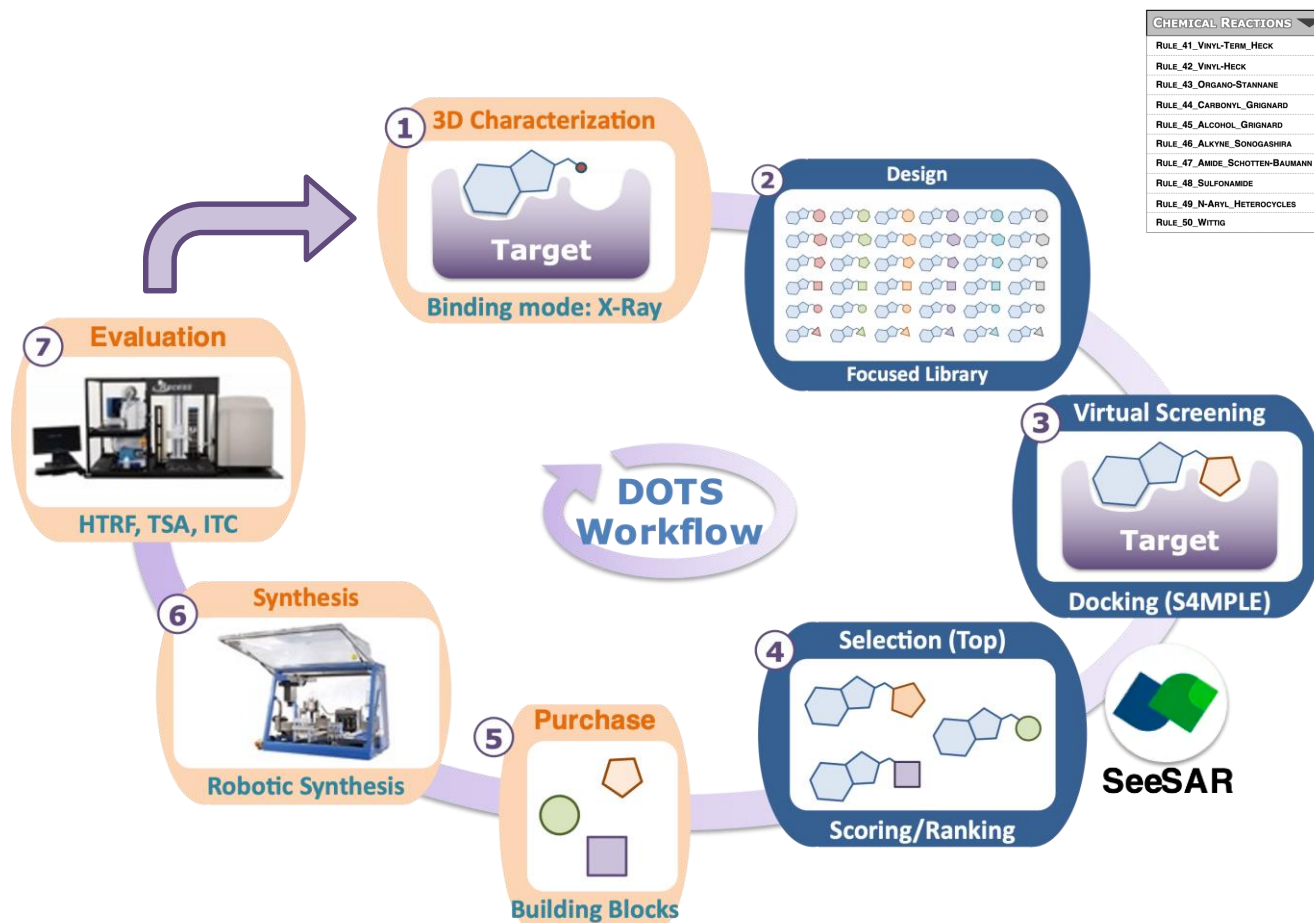 CHEMICAL REACTIONS
RULE_41_VINYL-TERM_HECK
RULE_42_VINYL-HECK
RULE_43_ORGANO-STANNANE
RULE_44_CARBONYL_GRIGNARD
RULE_45_ALCOHOL_GRIGNARD
RULE_46_ALKYNE_SONOGASHIRA
RULE_47_AMIDE_SCHOTTEN-BAUMANN
RULE_48_SULFONAMIDE
RULE_49_N-ARYL_HETEROCYCLES
RULE_50_WITTIG
1
3D Characterization
Target
Binding mode: X-Ray
2
Design
Focused Library
3
Virtual Screening
Target
Docking (S4MPLE)
4
Selection (Top)
Scoring/Ranking
SeeSAR
5
Purchase
Building Blocks
6
Synthesis
Robotic Synthesis
7
Evaluation
HTRF, TSA, ITC
DOTS
Workflow